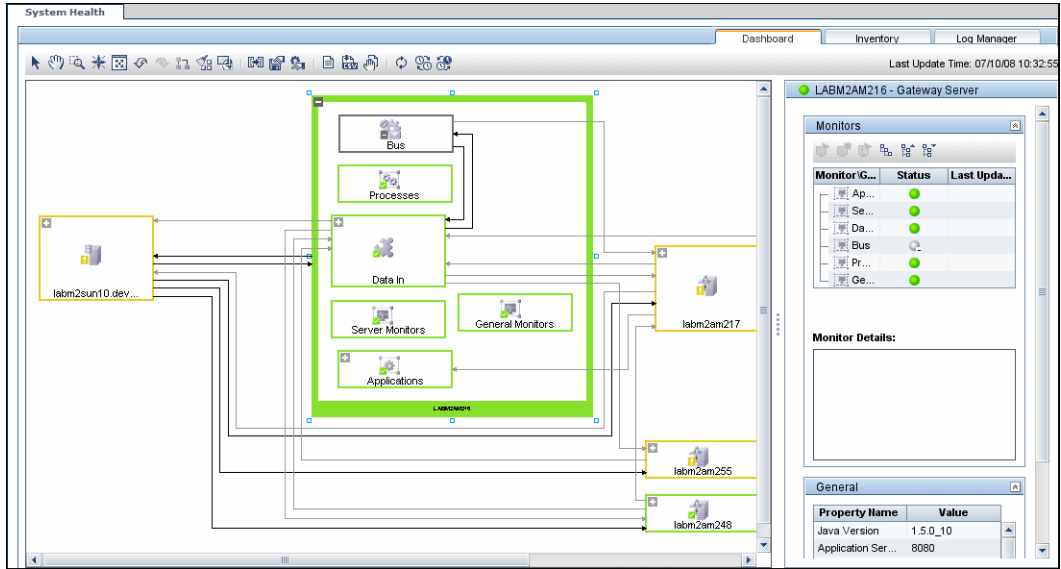 System Health
Dashboard
Inventory
Log Manager
Last Update Time: 07/10/08 10:32:55
LABM2AM216 - Gateway Server
Bus
Processes
Data In
Server Monitors
General Monitors
Applications
LABM2AM216
labm2sun10.dev...
labm2am217
labm2am255
labm2am248
Monitors
Monitor\G... Status Last Upda...
Ap...
Se...
Da...
Bus
Pr...
Ge...
Monitor Details:
General
Property Name Value
Java Version 1.5.0_10
Application Ser... 8080